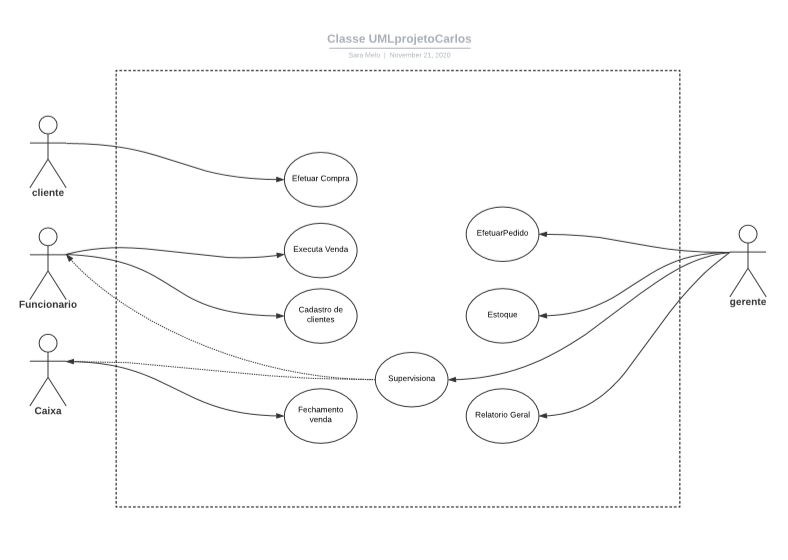 Classe UMLprojetoCarlos
Sara Melo | November 21, 2020
cliente
Efetuar Compra
Funcionario
Executa Venda
EfetuarPedido
gerente
Cadastro de
clientes
Estoque
Caixa
Supervisiona
Fechamento
venda
Relatorio Geral